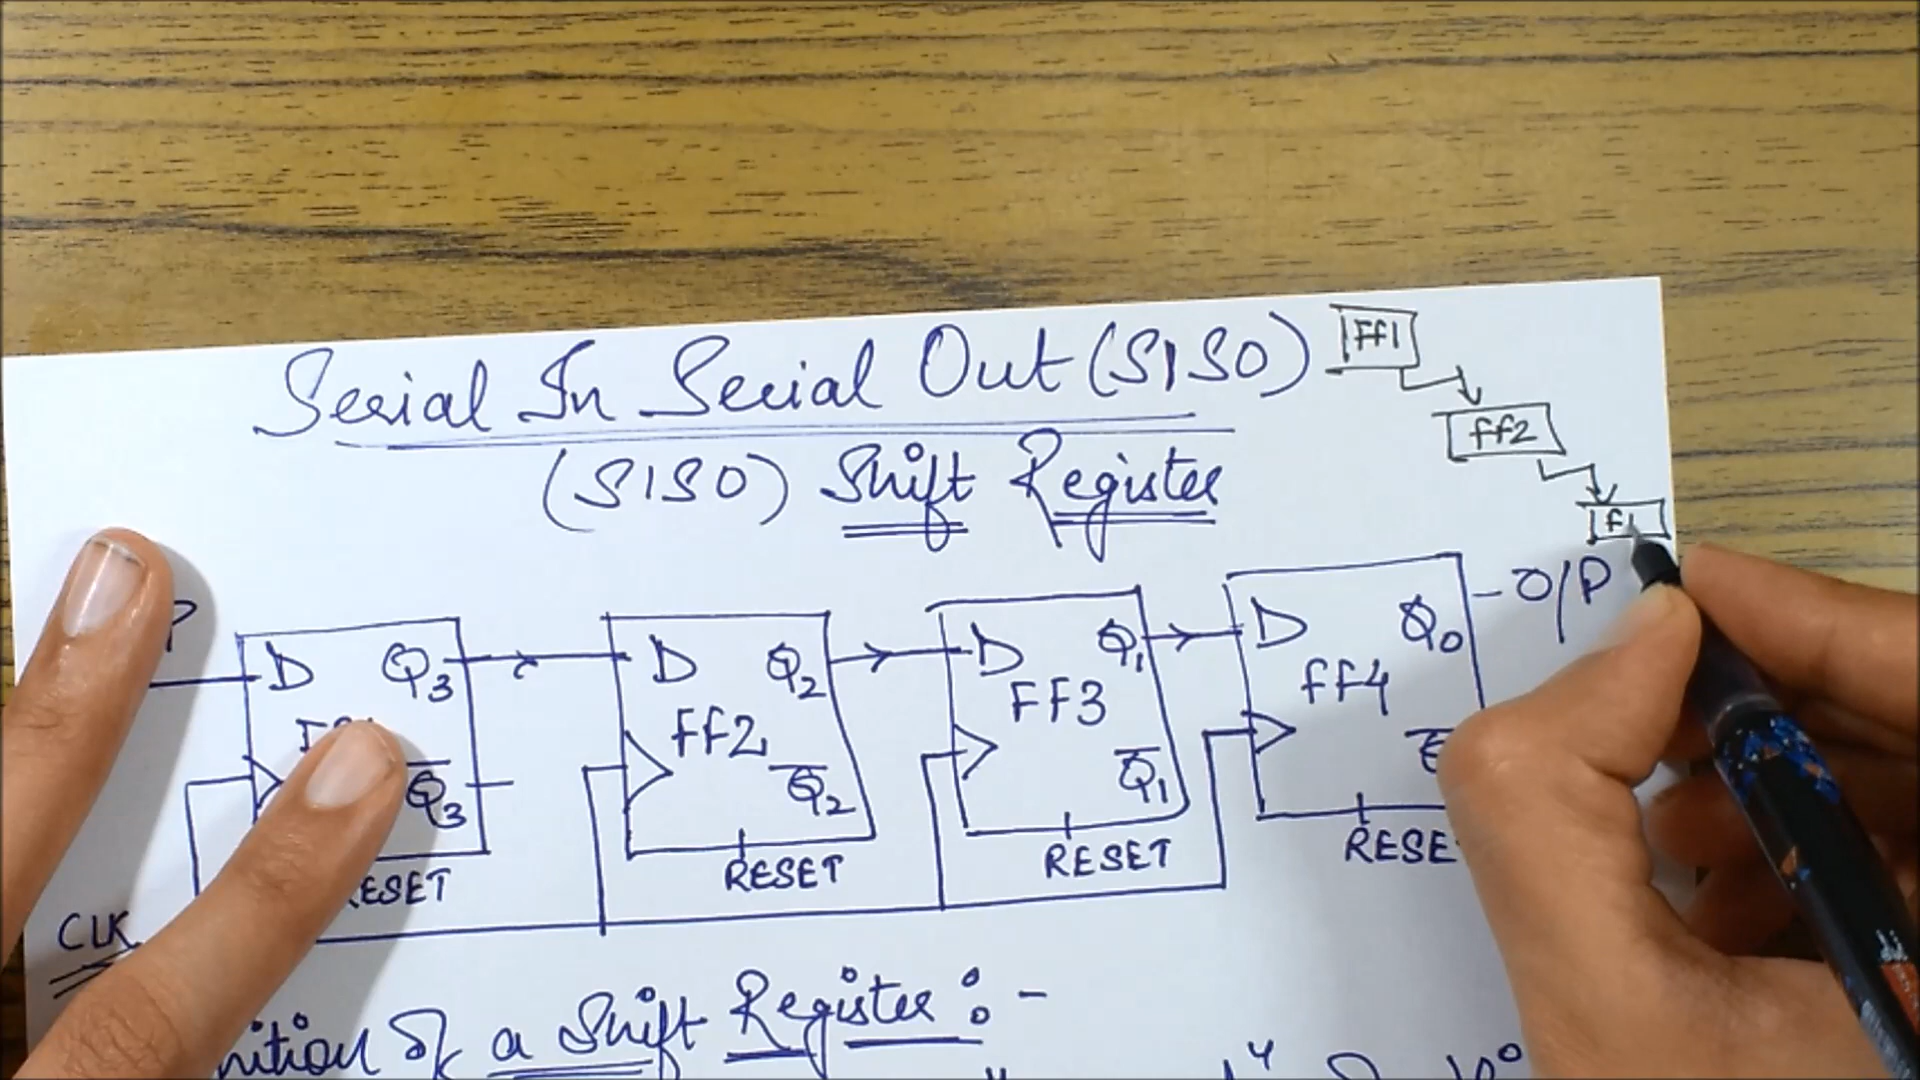 Serial In Serial Out (SISO)
(SISO) Shift Register
FF1
FF2
O/P
D Q3
D Q2
D Q1
D Q0
FF2
FF3
FF4
Q̅3
Q̅2
Q̅1
RESET
RESET
CLK
a Shift Register :-